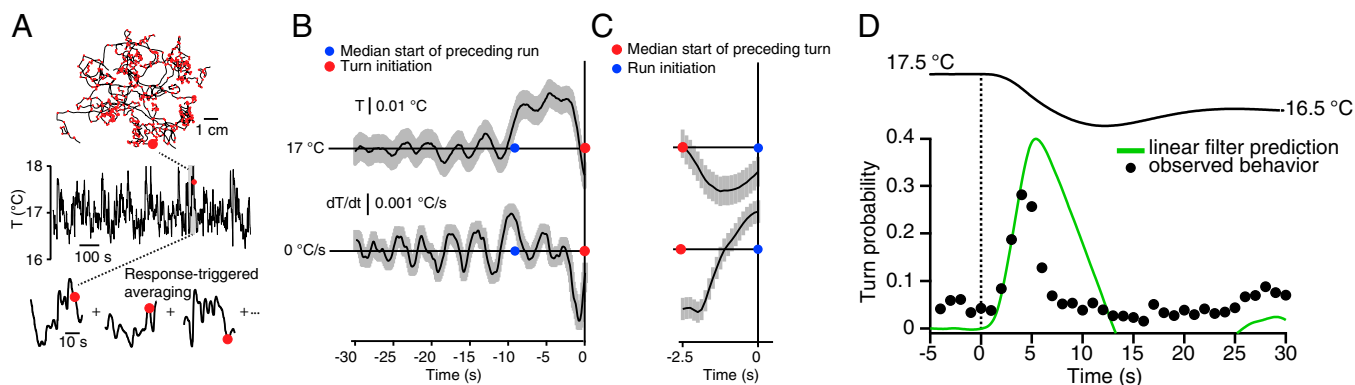 A
1 cm
T (°C)
18
17
16
100 s
Response-triggered
averaging
+
+
+
+...
10 s
B
Median start of preceding run
Turn initiation
T | 0.01 °C
17 °C
dT/dt | 0.001 °C/s
0 °C/s
-30 -25 -20 -15 -10 -5 0
Time (s)
C
Median start of preceding turn
Run initiation
-2.5 0
Time (s)
D
17.5 °C
16.5 °C
linear filter prediction
observed behavior
Turn probability
0.4
0.3
0.2
0.1
0
-5 0 5 10 15 20 25 30
Time (s)